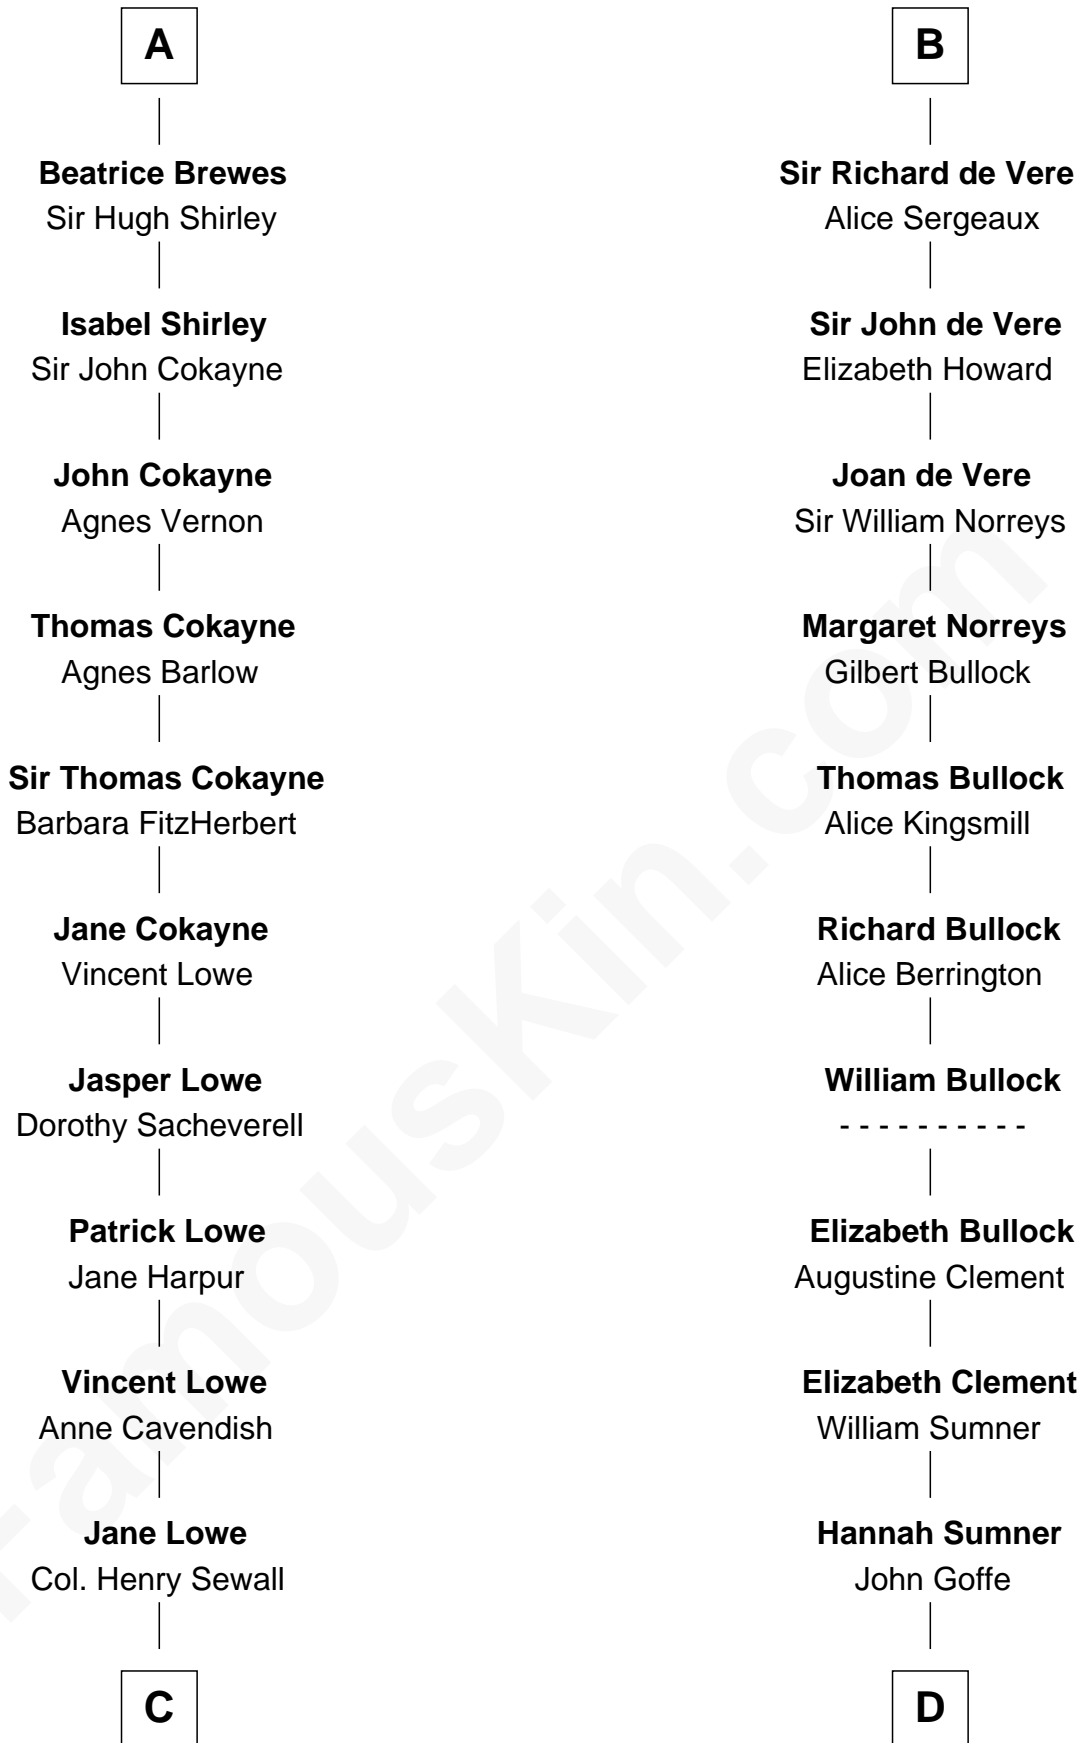 A
Beatrice Brewes
Sir Hugh Shirley
Isabel Shirley
Sir John Cokayne
John Cokayne
Agnes Vernon
Thomas Cokayne
Agnes Barlow
Sir Thomas Cokayne
Barbara FitzHerbert
Jane Cokayne
Vincent Lowe
Jasper Lowe
Dorothy Sacheverell
Patrick Lowe
Jane Harpur
Vincent Lowe
Anne Cavendish
Jane Lowe
Col. Henry Sewall
C
B
Sir Richard de Vere
Alice Sergeaux
Sir John de Vere
Elizabeth Howard
Joan de Vere
Sir William Norreys
Margaret Norreys
Gilbert Bullock
Thomas Bullock
Alice Kingsmill
Richard Bullock
Alice Berrington
William Bullock
- - - - - - - - - -
Elizabeth Bullock
Augustine Clement
Elizabeth Clement
William Sumner
Hannah Sumner
John Goffe
D
FamousKin.com